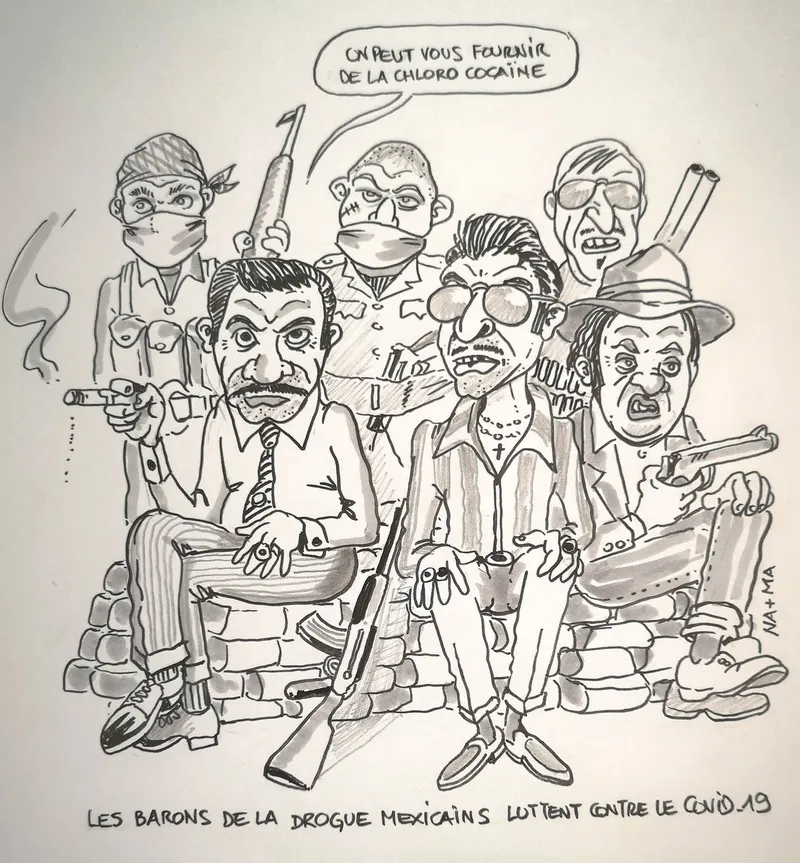 ON PEUT VOUS FOURNIR
DE LA CHLORO COCAÏNE
NA+MA
LES BARONS DE LA DROGUE MEXICAINS LUTTENT CONTRE LE COVID-19